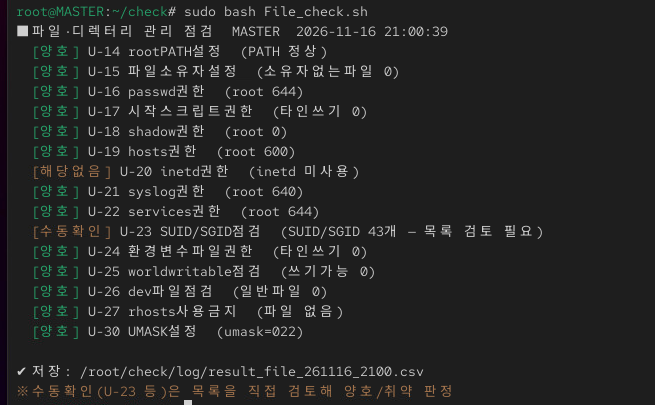 root@MASTER:~/check# sudo bash File_check.sh
■파일·디렉터리 관리 점검 MASTER 2026-11-16 21:00:39
[양호] U-14 rootPATH설정 (PATH 정상)
[양호] U-15 파일소유자설정 (소유자없는파일 0)
[양호] U-16 passwd권한 (root 644)
[양호] U-17 시작스크립트권한 (타인쓰기 0)
[양호] U-18 shadow권한 (root 0)
[양호] U-19 hosts권한 (root 600)
[해당없음] U-20 inetd권한 (inetd 미사용)
[양호] U-21 syslog권한 (root 640)
[양호] U-22 services권한 (root 644)
[수동확인] U-23 SUID/SGID점검 (SUID/SGID 43개 — 목록 검토 필요)
[양호] U-24 환경변수파일권한 (타인쓰기 0)
[양호] U-25 worldwritable점검 (쓰기가능 0)
[양호] U-26 dev파일점검 (일반파일 0)
[양호] U-27 rhosts사용금지 (파일 없음)
[양호] U-30 UMASK설정 (umask=022)
✔ 저장: /root/check/log/result_file_261116_2100.csv
※수동확인(U-23 등)은 목록을 직접 검토해 양호/취약 판정